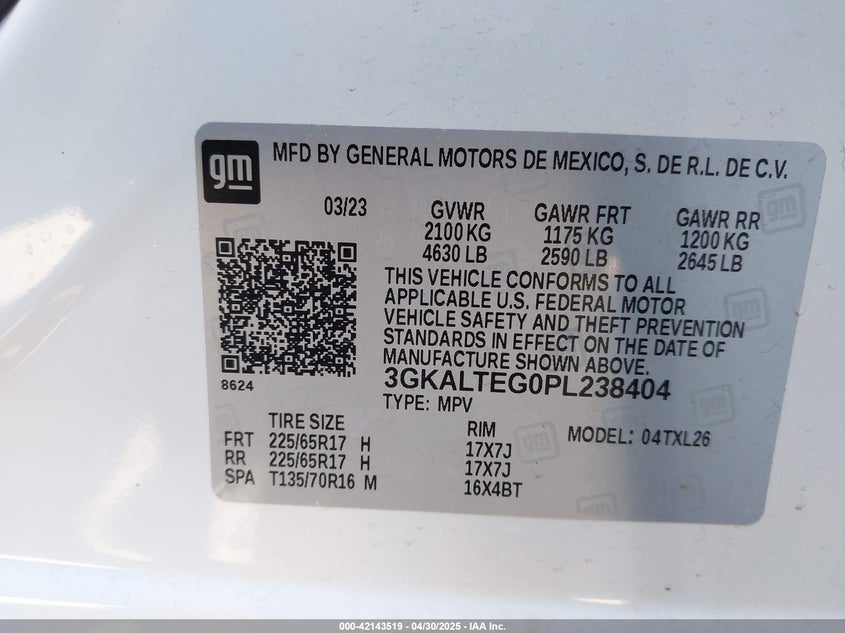 gm
MFD BY GENERAL MOTORS DE MEXICO, S. DE R.L. DE C.V.
03/23 GVWR GAWR FRT GAWR RR
2100 KG 1175 KG 1200 KG
4630 LB 2590 LB 2645 LB
THIS VEHICLE CONFORMS TO ALL
APPLICABLE U.S. FEDERAL MOTOR
VEHICLE SAFETY AND THEFT PREVENTION
STANDARDS IN EFFECT ON THE DATE OF
MANUFACTURE SHOWN ABOVE.
8624
3GKALTEG0PL238404
TYPE: MPV
TIRE SIZE RIM MODEL: 04TXL26
FRT 225/65R17 H 17X7J
RR 225/65R17 H 17X7J
SPA T135/70R16 M 16X4BT
000-42143519 - 04/30/2025 - IAA Inc.